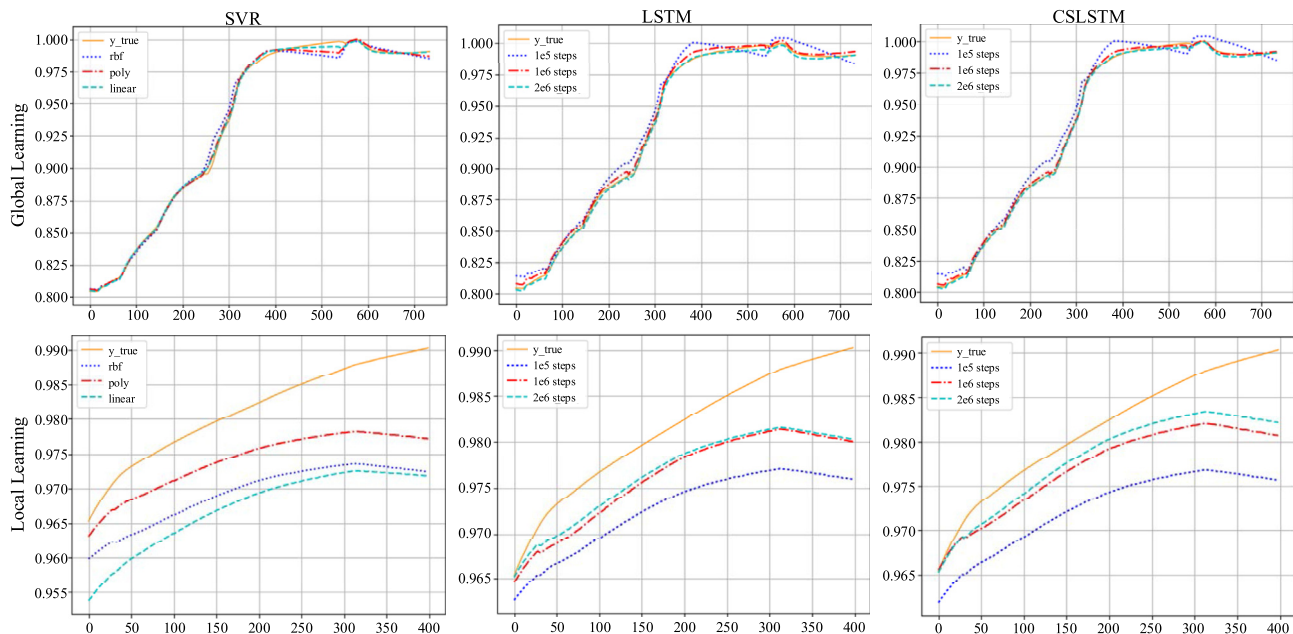 SVR
LSTM
CSLSTM
Global Learning
1.000
0.975
0.950
0.925
0.900
0.875
0.850
0.825
0.800
y_true
rbf
poly
linear
0 100 200 300 400 500 600 700
1.000
0.975
0.950
0.925
0.900
0.875
0.850
0.825
0.800
y_true
1e5 steps
1e6 steps
2e6 steps
0 100 200 300 400 500 600 700
1.000
0.975
0.950
0.925
0.900
0.875
0.850
0.825
0.800
y_true
1e5 steps
1e6 steps
2e6 steps
0 100 200 300 400 500 600 700
Local Learning
0.990
0.985
0.980
0.975
0.970
0.965
0.960
0.955
y_true
rbf
poly
linear
0 50 100 150 200 250 300 350 400
0.990
0.985
0.980
0.975
0.970
0.965
y_true
1e5 steps
1e6 steps
2e6 steps
0 50 100 150 200 250 300 350 400
0.990
0.985
0.980
0.975
0.970
0.965
y_true
1e5 steps
1e6 steps
2e6 steps
0 50 100 150 200 250 300 350 400